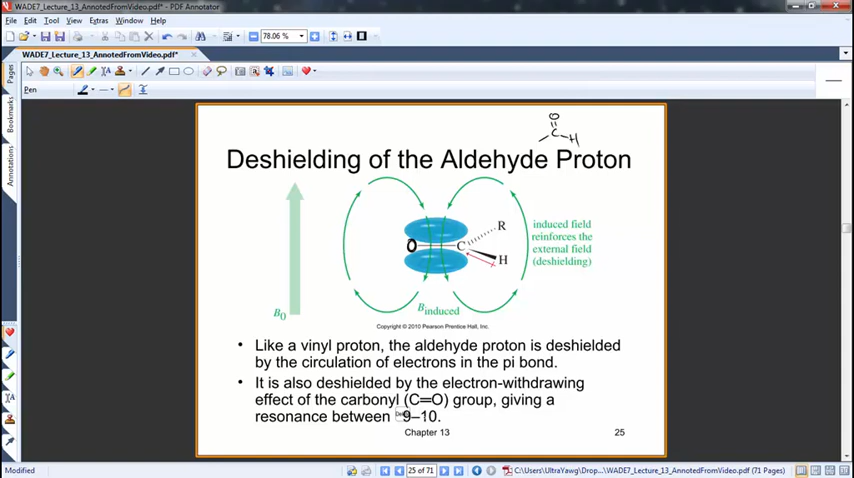 WADE7_Lecture_13_AnnotatedFromVideo.pdf* - PDF Annotator
File Edit Tool View Extras Window Help
78.06 %
WADE7_Lecture_13_AnnotatedFromVideo.pdf*
Pen
Pages
Bookmarks
Annotations
O
C
H
Deshielding of the Aldehyde Proton
R
induced field
reinforces the
external field
(deshielding)
O
C
H
B0
Binduced
Copyright © 2010 Pearson Prentice Hall, Inc.
• Like a vinyl proton, the aldehyde proton is deshielded
by the circulation of electrons in the pi bond.
• It is also deshielded by the electron-withdrawing
effect of the carbonyl (C═O) group, giving a
resonance between 9–10.
Chapter 13
25
Modified
25 of 71
C:\Users\UltraYawg\Drop...\WADE7_Lecture_13_AnnotatedFromVideo.pdf (71 Pages)